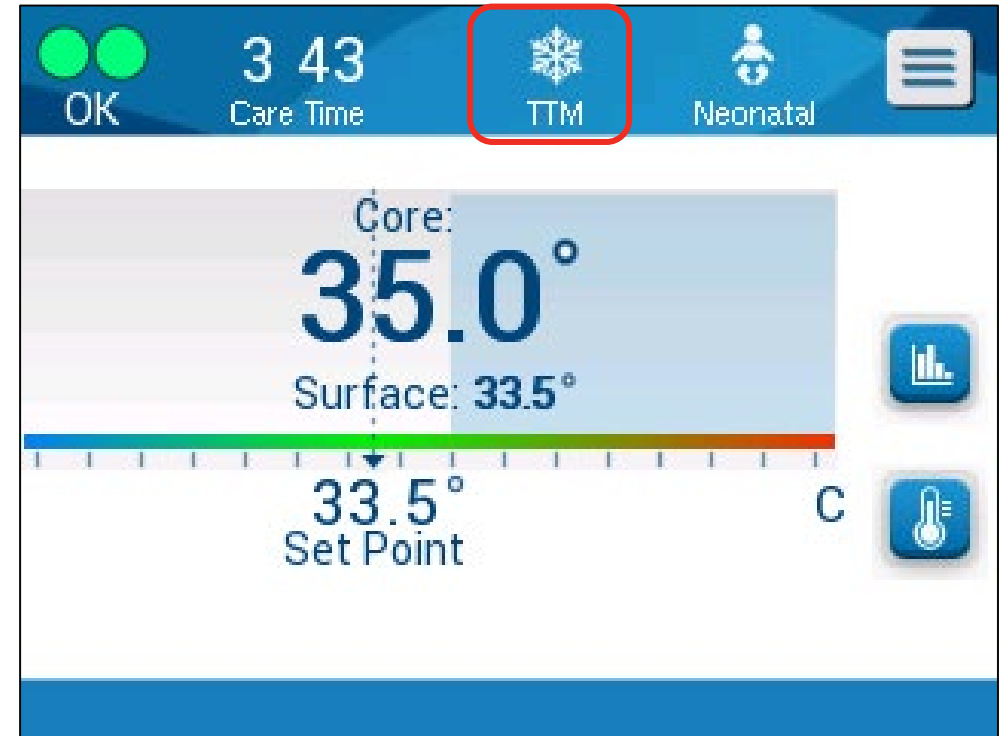 3 43
OK Care Time TTM Neonatal
Core:
35.0°
Surface: 33.5°
33.5° C
Set Point